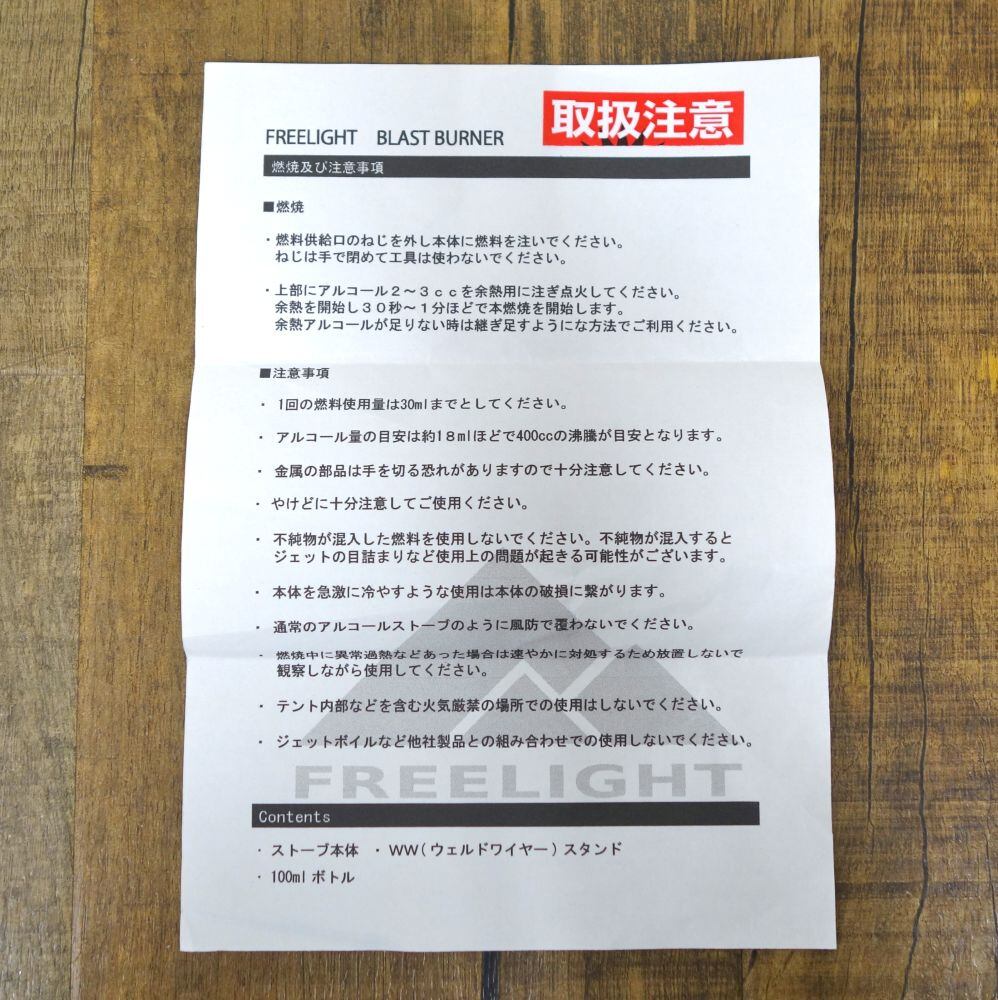 取扱注意
FREELIGHT BLAST BURNER
燃焼及び注意事項
■燃焼
・燃料供給口のねじを外し本体に燃料を注いでください。
ねじは手で閉めて工具は使わないでください。
・上部にアルコール２～３ｃｃを余熱用に注ぎ点火してください。
余熱を開始し３０秒～１分ほどで本燃焼を開始します。
余熱アルコールが足りない時は継ぎ足すようにな方法でご利用ください。
■注意事項
・ 1回の燃料使用量は30mlまでとしてください。
・ アルコール量の目安は約1８mlほどで400ccの沸騰が目安となります。
・ 金属の部品は手を切る恐れがありますので十分注意してください。
・ やけどに十分注意してご使用ください。
・ 不純物が混入した燃料を使用しないでください。不純物が混入すると
ジェットの目詰まりなど使用上の問題が起きる可能性がございます。
・ 本体を急激に冷やすような使用は本体の破損に繋がります。
・ 通常のアルコールストーブのように風防で覆わないでください。
・ 燃焼中に異常過熱などあった場合は速やかに対処するため放置しないで
観察しながら使用してください。
・ テント内部などを含む火気厳禁の場所での使用はしないでください。
・ ジェットボイルなど他社製品との組み合わせでの使用しないでください。
FREELIGHT
Contents
・ ストーブ本体 ・ WW(ウェルドワイヤー)スタンド
・ 100ml ボトル